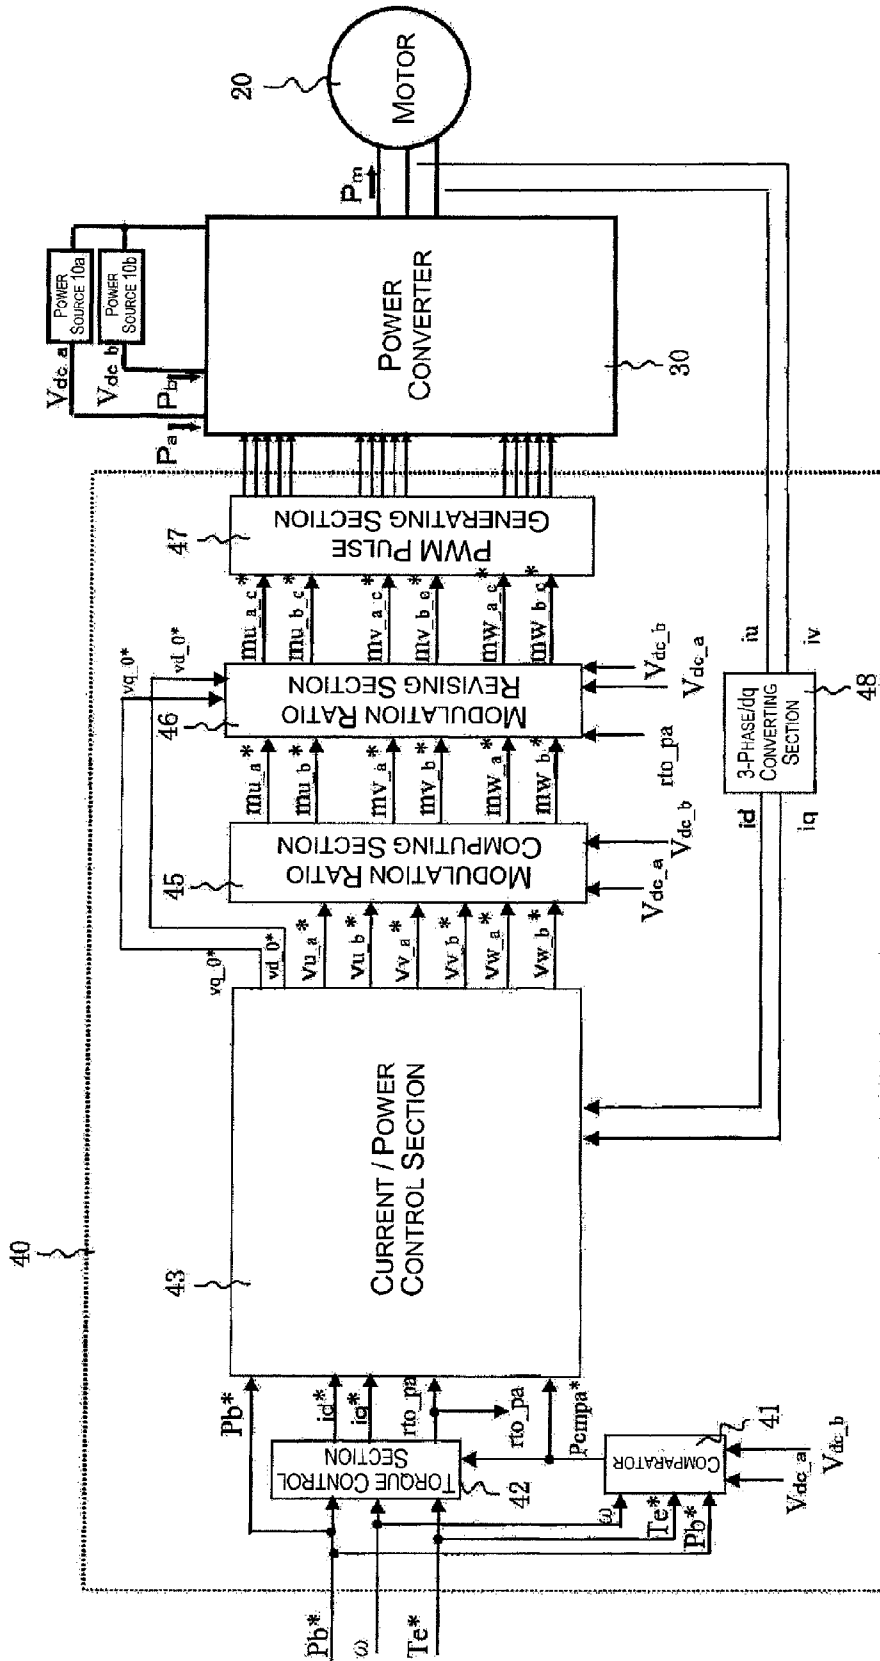 40
Pb*
ω
Te*
Pb*
TORQUE CONTROL
SECTION
42
id*
iq*
rto_pa
rto_pa
Pcmpa*
ω
Te*
Pb*
COMPARATOR
41
Vdc_a
Vdc_b
43
CURRENT / POWER
CONTROL SECTION
vq_0*
vd_0*
vu_a*
vu_b*
vv_a*
vv_b*
vw_a*
vw_b*
45
MODULATION RATIO
COMPUTING SECTION
Vdc_a
Vdc_b
mu_a*
mu_b*
mv_a*
mv_b*
mw_a*
mw_b*
vq_0*
vd_0*
46
MODULATION RATIO
REVISING SECTION
rto_pa
Vdc_a
Vdc_b
mu_a_c*
mu_b_c*
mv_a_c*
mv_b_c*
mw_a_c*
mw_b_c*
47
PWM PULSE
GENERATING SECTION
Pa
Pb
Vdc_a
Vdc_b
POWER
SOURCE 10a
POWER
SOURCE 10b
POWER
CONVERTER
30
Pm
20
MOTOR
id
iq
3-PHASE/dq
CONVERTING
SECTION
48
iu
iv